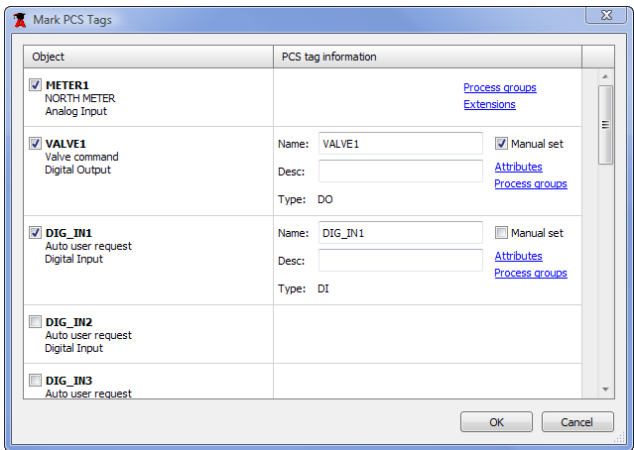 Mark PCS Tags
Object PCS tag information
METER1
NORTH METER
Analog Input
Process groups
Extensions
VALVE1
Valve command
Digital Output
Name: VALVE1 Manual set
Desc: Attributes
Process groups
Type: DO
DIG_IN1
Auto user request
Digital Input
Name: DIG_IN1 Manual set
Desc: Attributes
Process groups
Type: DI
DIG_IN2
Auto user request
Digital Input
DIG_IN3
Auto user request
OK Cancel